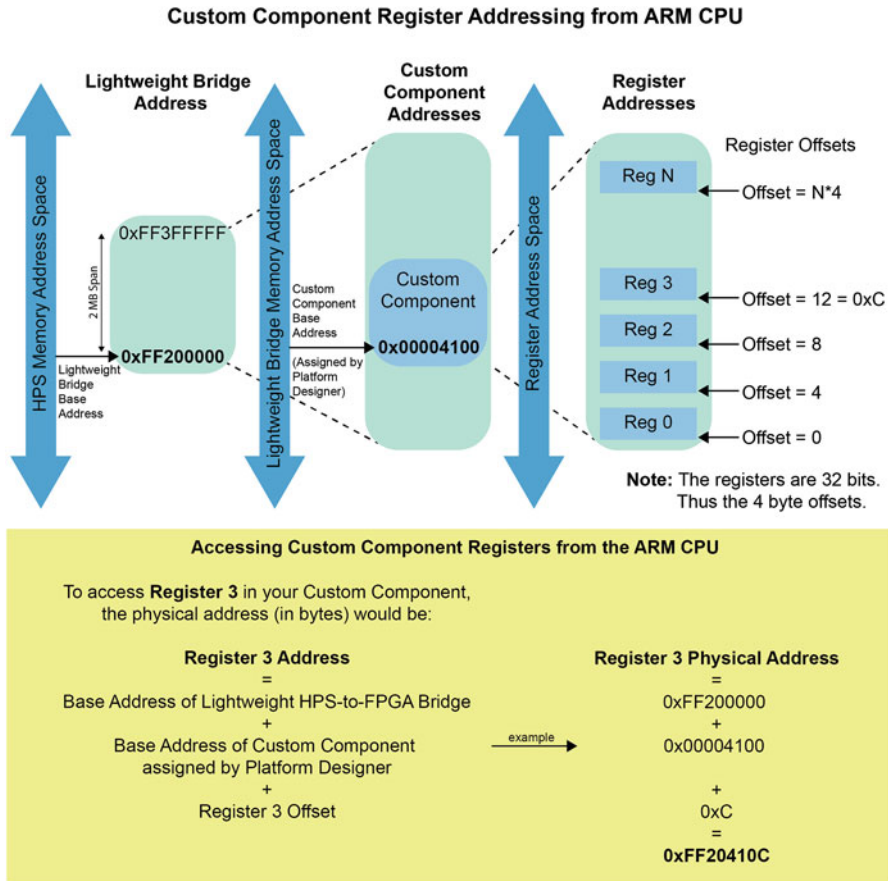 Custom Component Register Addressing from ARM CPU
Lightweight Bridge
Address
Custom
Component
Addresses
Register
Addresses
HPS Memory Address Space
0xFF3FFFFF
2 MB Span
0xFF200000
Lightweight
Bridge
Base
Address
Lightweight Bridge Memory Address Space
Custom
Component
Base
Address
(Assigned by
Platform
Designer)
Custom
Component
0x00004100
Register Address Space
Register Offsets
Reg N
Offset = N*4
Reg 3
Offset = 12 = 0xC
Reg 2
Offset = 8
Reg 1
Offset = 4
Reg 0
Offset = 0
Note: The registers are 32 bits.
Thus the 4 byte offsets.
Accessing Custom Component Registers from the ARM CPU
To access Register 3 in your Custom Component,
the physical address (in bytes) would be:
Register 3 Address
=
Base Address of Lightweight HPS-to-FPGA Bridge
+
Base Address of Custom Component
assigned by Platform Designer
+
Register 3 Offset
example
Register 3 Physical Address
=
0xFF200000
+
0x00004100
+
0xC
=
0xFF20410C